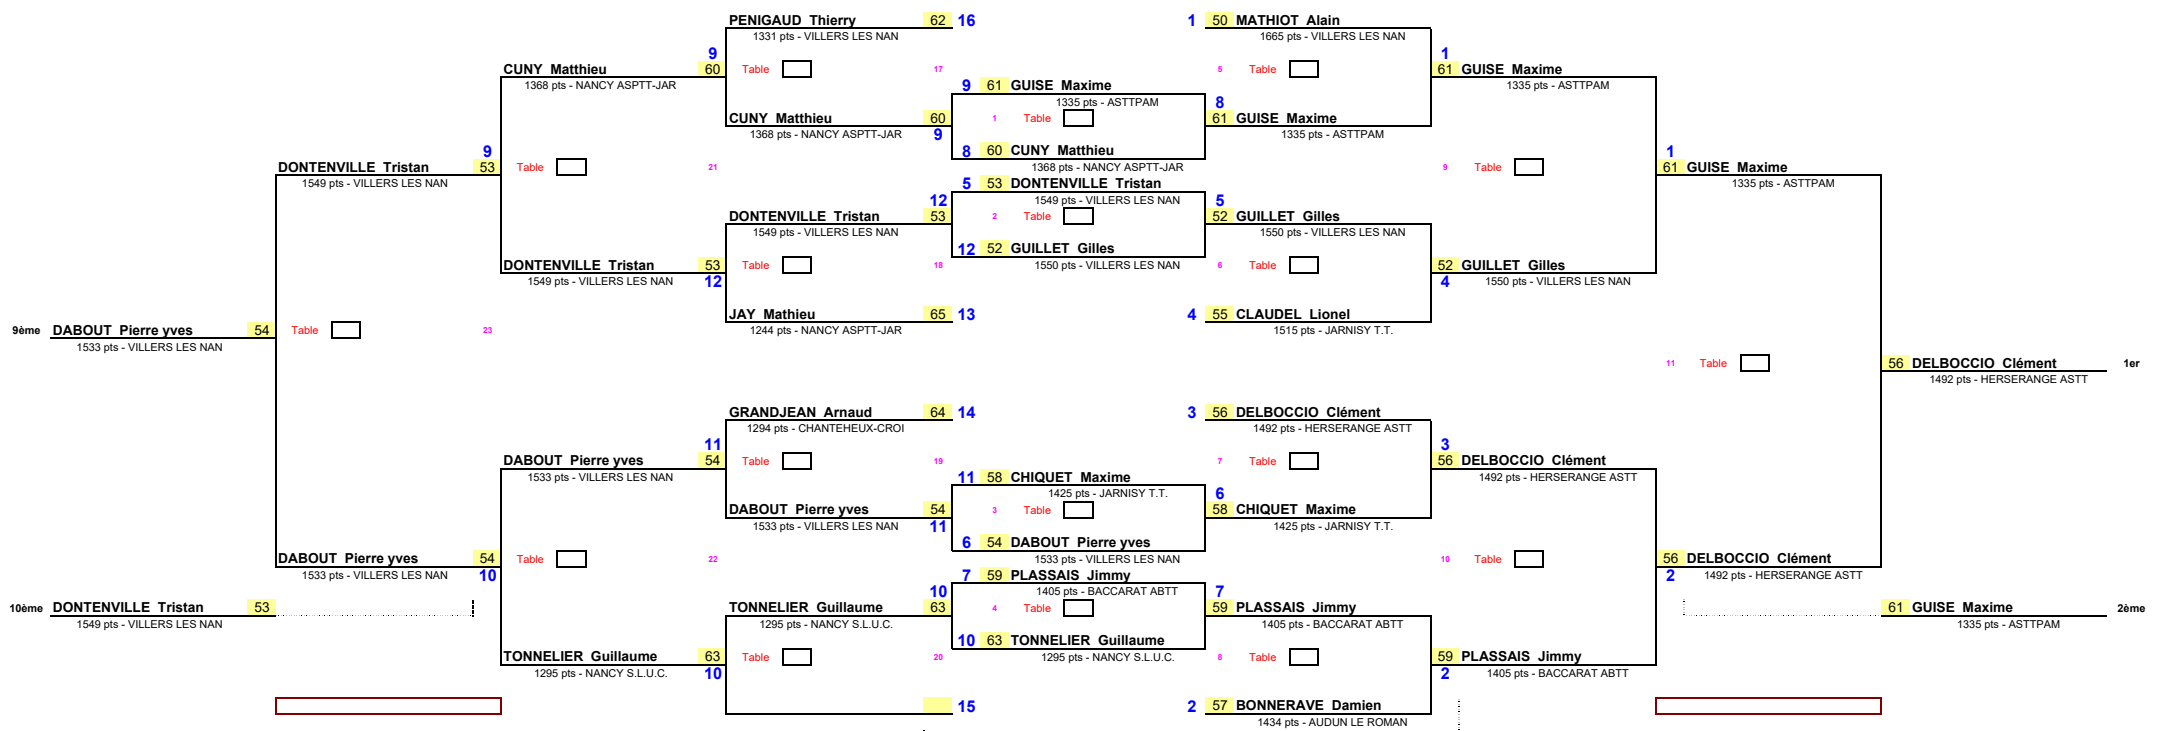 PENIGAUD Thierry 62 16 1 50 MATHIOT Alain
1331 pts - VILLERS LES NAN 1665 pts - VILLERS LES NAN
9 1
CUNY Matthieu 60 Table 17 5 Table 61 GUISE Maxime
1368 pts - NANCY ASPTT-JAR 9 61 GUISE Maxime 1335 pts - ASTTPAM
1335 pts - ASTTPAM 8
CUNY Matthieu 60 1 Table 61 GUISE Maxime
1368 pts - NANCY ASPTT-JAR 9 1335 pts - ASTTPAM
9 8 60 CUNY Matthieu 1
DONTENVILLE Tristan 53 Table 21 1368 pts - NANCY ASPTT-JAR 9 Table 61 GUISE Maxime
1549 pts - VILLERS LES NAN 5 53 DONTENVILLE Tristan 1335 pts - ASTTPAM
12 1549 pts - VILLERS LES NAN 5
DONTENVILLE Tristan 53 2 Table 52 GUILLET Gilles
1549 pts - VILLERS LES NAN 1550 pts - VILLERS LES NAN
12 52 GUILLET Gilles
DONTENVILLE Tristan 53 Table 18 1550 pts - VILLERS LES NAN 6 Table 52 GUILLET Gilles
1549 pts - VILLERS LES NAN 12 4 1550 pts - VILLERS LES NAN
JAY Mathieu 65 13 4 55 CLAUDEL Lionel
9ème DABOUT Pierre yves 54 Table 23 1244 pts - NANCY ASPTT-JAR 1515 pts - JARNISY T.T.
1533 pts - VILLERS LES NAN
11 Table 56 DELBOCCIO Clément 1er
1492 pts - HERSERANGE ASTT
GRANDJEAN Arnaud 64 14 3 56 DELBOCCIO Clément
1294 pts - CHANTEHEUX-CROI 1492 pts - HERSERANGE ASTT
11 3
DABOUT Pierre yves 54 Table 19 7 Table 56 DELBOCCIO Clément
1533 pts - VILLERS LES NAN 11 58 CHIQUET Maxime 1492 pts - HERSERANGE ASTT
1425 pts - JARNISY T.T. 6
DABOUT Pierre yves 54 3 Table 58 CHIQUET Maxime
1533 pts - VILLERS LES NAN 11 1425 pts - JARNISY T.T.
6 54 DABOUT Pierre yves
DABOUT Pierre yves 54 Table 22 1533 pts - VILLERS LES NAN 10 Table 56 DELBOCCIO Clément
1533 pts - VILLERS LES NAN 10 7 59 PLASSAIS Jimmy 2 1492 pts - HERSERANGE ASTT
10 1405 pts - BACCARAT ABTT 7
10ème DONTENVILLE Tristan 53 TONNELIER Guillaume 63 4 Table 59 PLASSAIS Jimmy 61 GUISE Maxime 2ème
1549 pts - VILLERS LES NAN 1295 pts - NANCY S.L.U.C. 1405 pts - BACCARAT ABTT 1335 pts - ASTTPAM
10 63 TONNELIER Guillaume
TONNELIER Guillaume 63 Table 20 1295 pts - NANCY S.L.U.C. 8 Table 59 PLASSAIS Jimmy
1295 pts - NANCY S.L.U.C. 10 2 1405 pts - BACCARAT ABTT
15 2 57 BONNERAVE Damien
1434 pts - AUDUN LE ROMAN